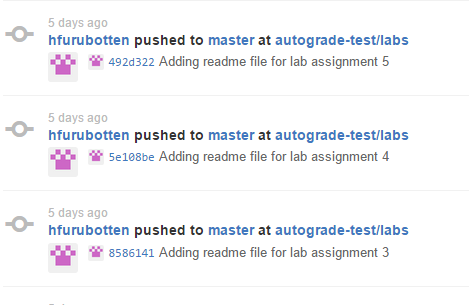 5 days ago
hfurubotten pushed to master at autograde-test/labs
492d322 Adding readme file for lab assignment 5
5 days ago
hfurubotten pushed to master at autograde-test/labs
5e108be Adding readme file for lab assignment 4
5 days ago
hfurubotten pushed to master at autograde-test/labs
8586141 Adding readme file for lab assignment 3